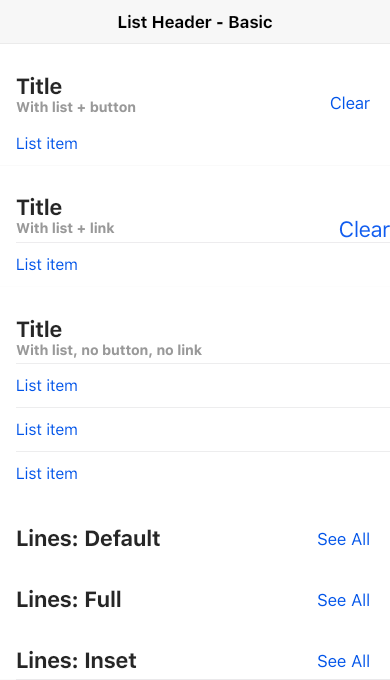 List Header - Basic
Title
With list + button
Clear
List item
Title
With list + link
Clear
List item
Title
With list, no button, no link
List item
List item
List item
Lines: Default
See All
Lines: Full
See All
Lines: Inset
See All